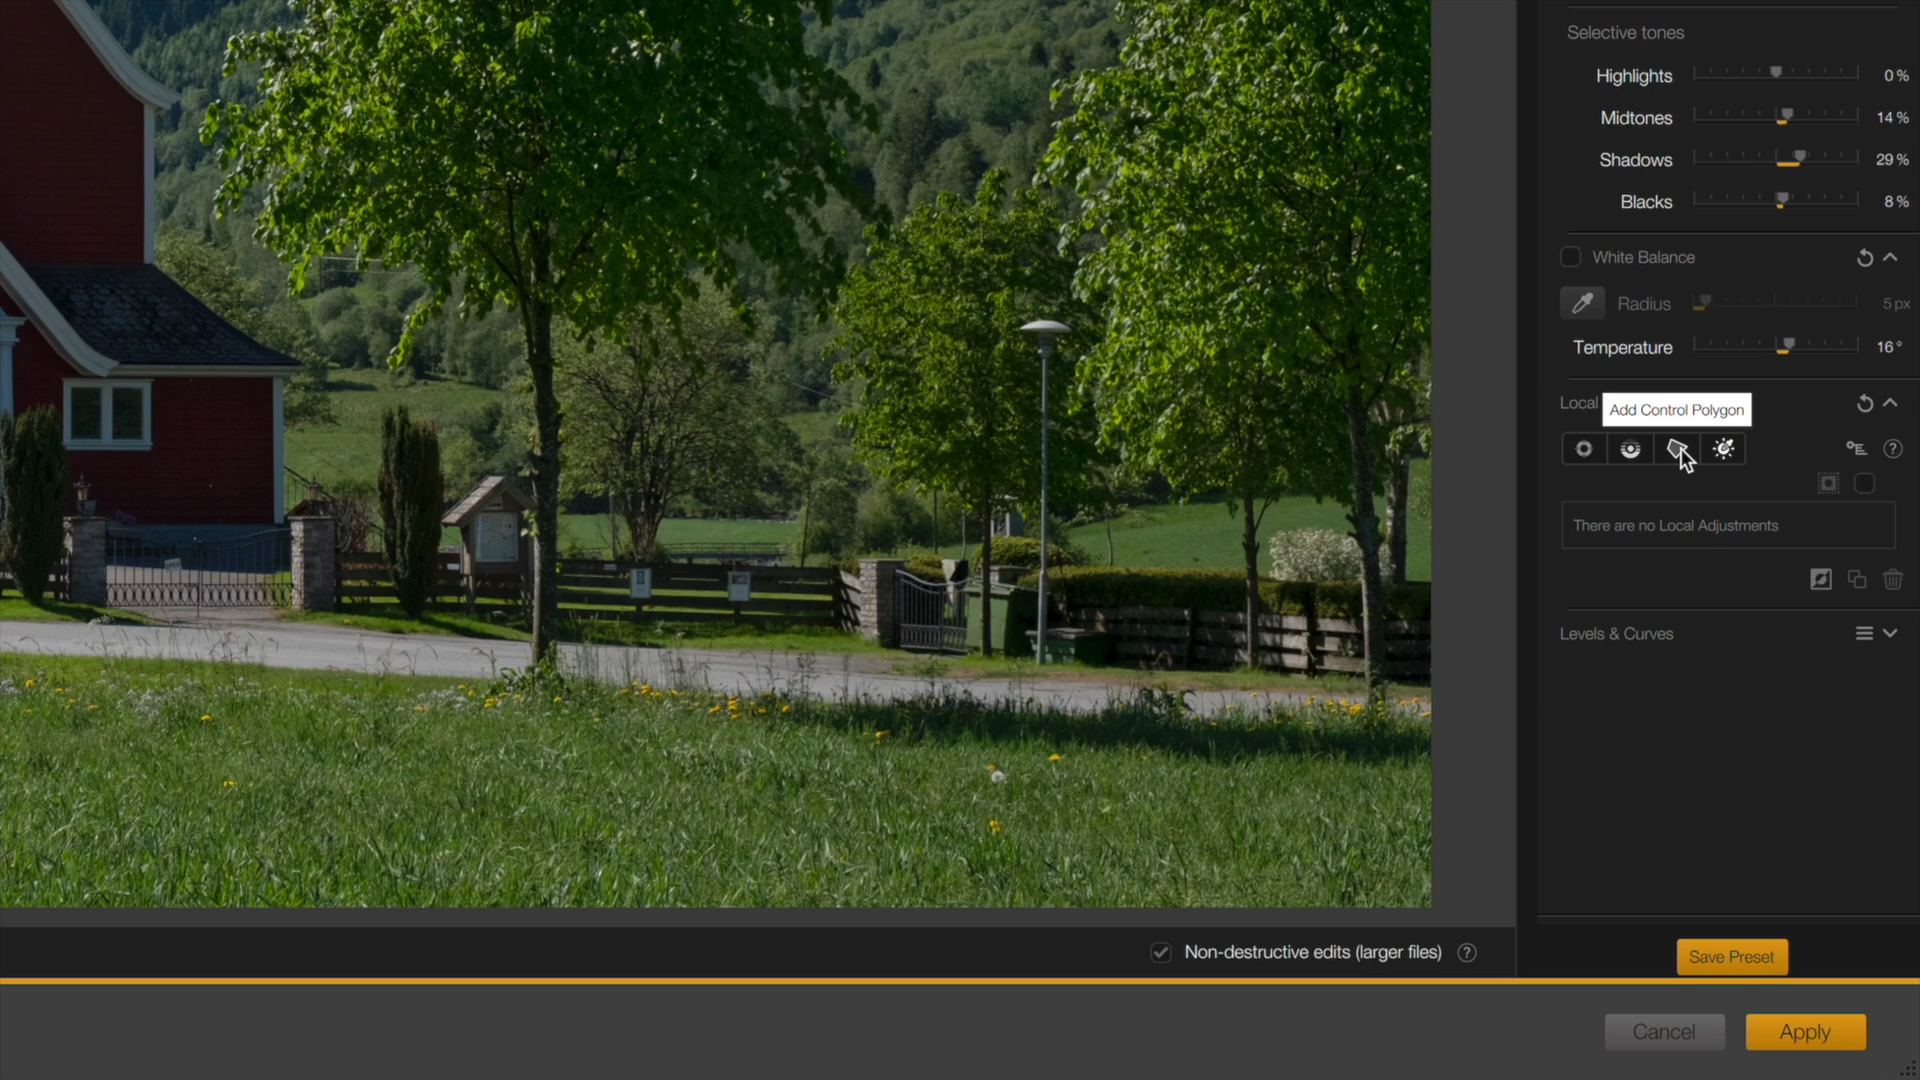 Selective tones
Highlights 0 %
Midtones 14 %
Shadows 29 %
Blacks 8 %
White Balance
Radius 5 px
Temperature 16 °
Local
Add Control Polygon
There are no Local Adjustments
Levels & Curves
Non-destructive edits (larger files)
Save Preset
Cancel
Apply